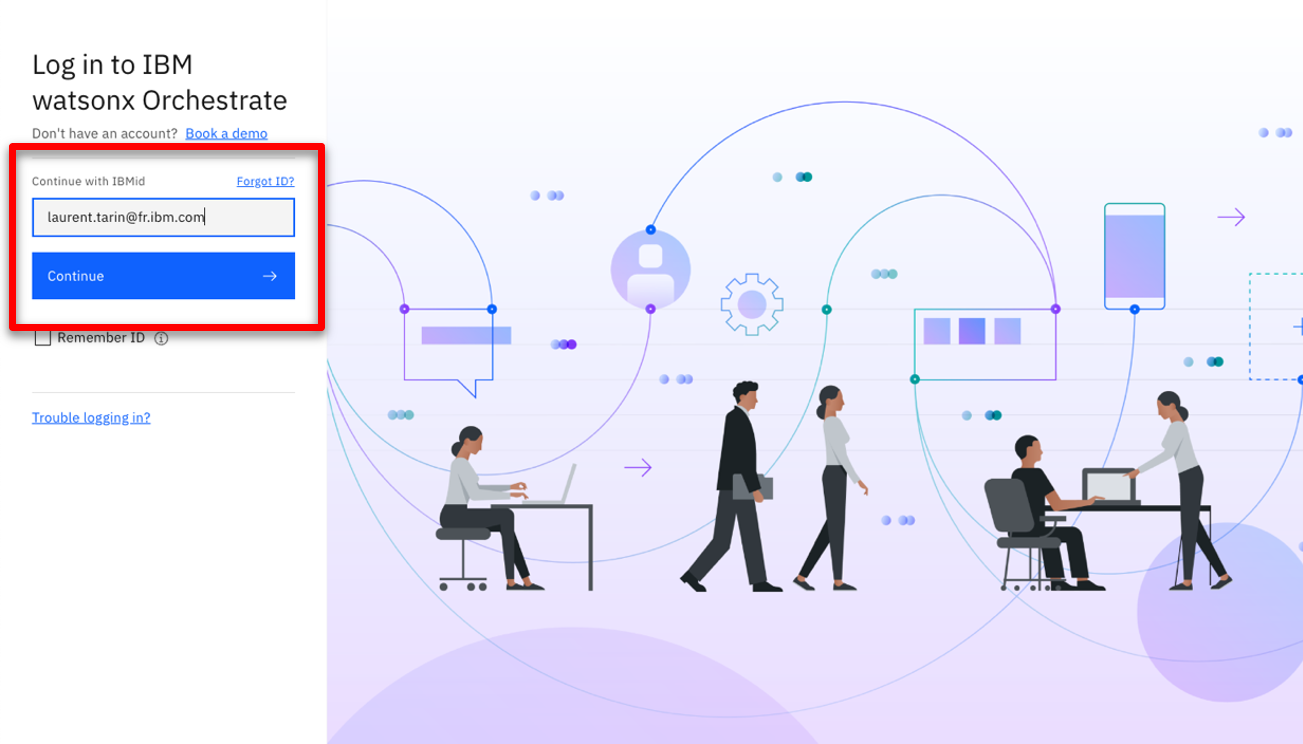 Log in to IBM
watsonx Orchestrate
Don't have an account? Book a demo
Continue with IBMid Forgot ID?
laurent.tarin@fr.ibm.com
Continue
Remember ID
Trouble logging in?